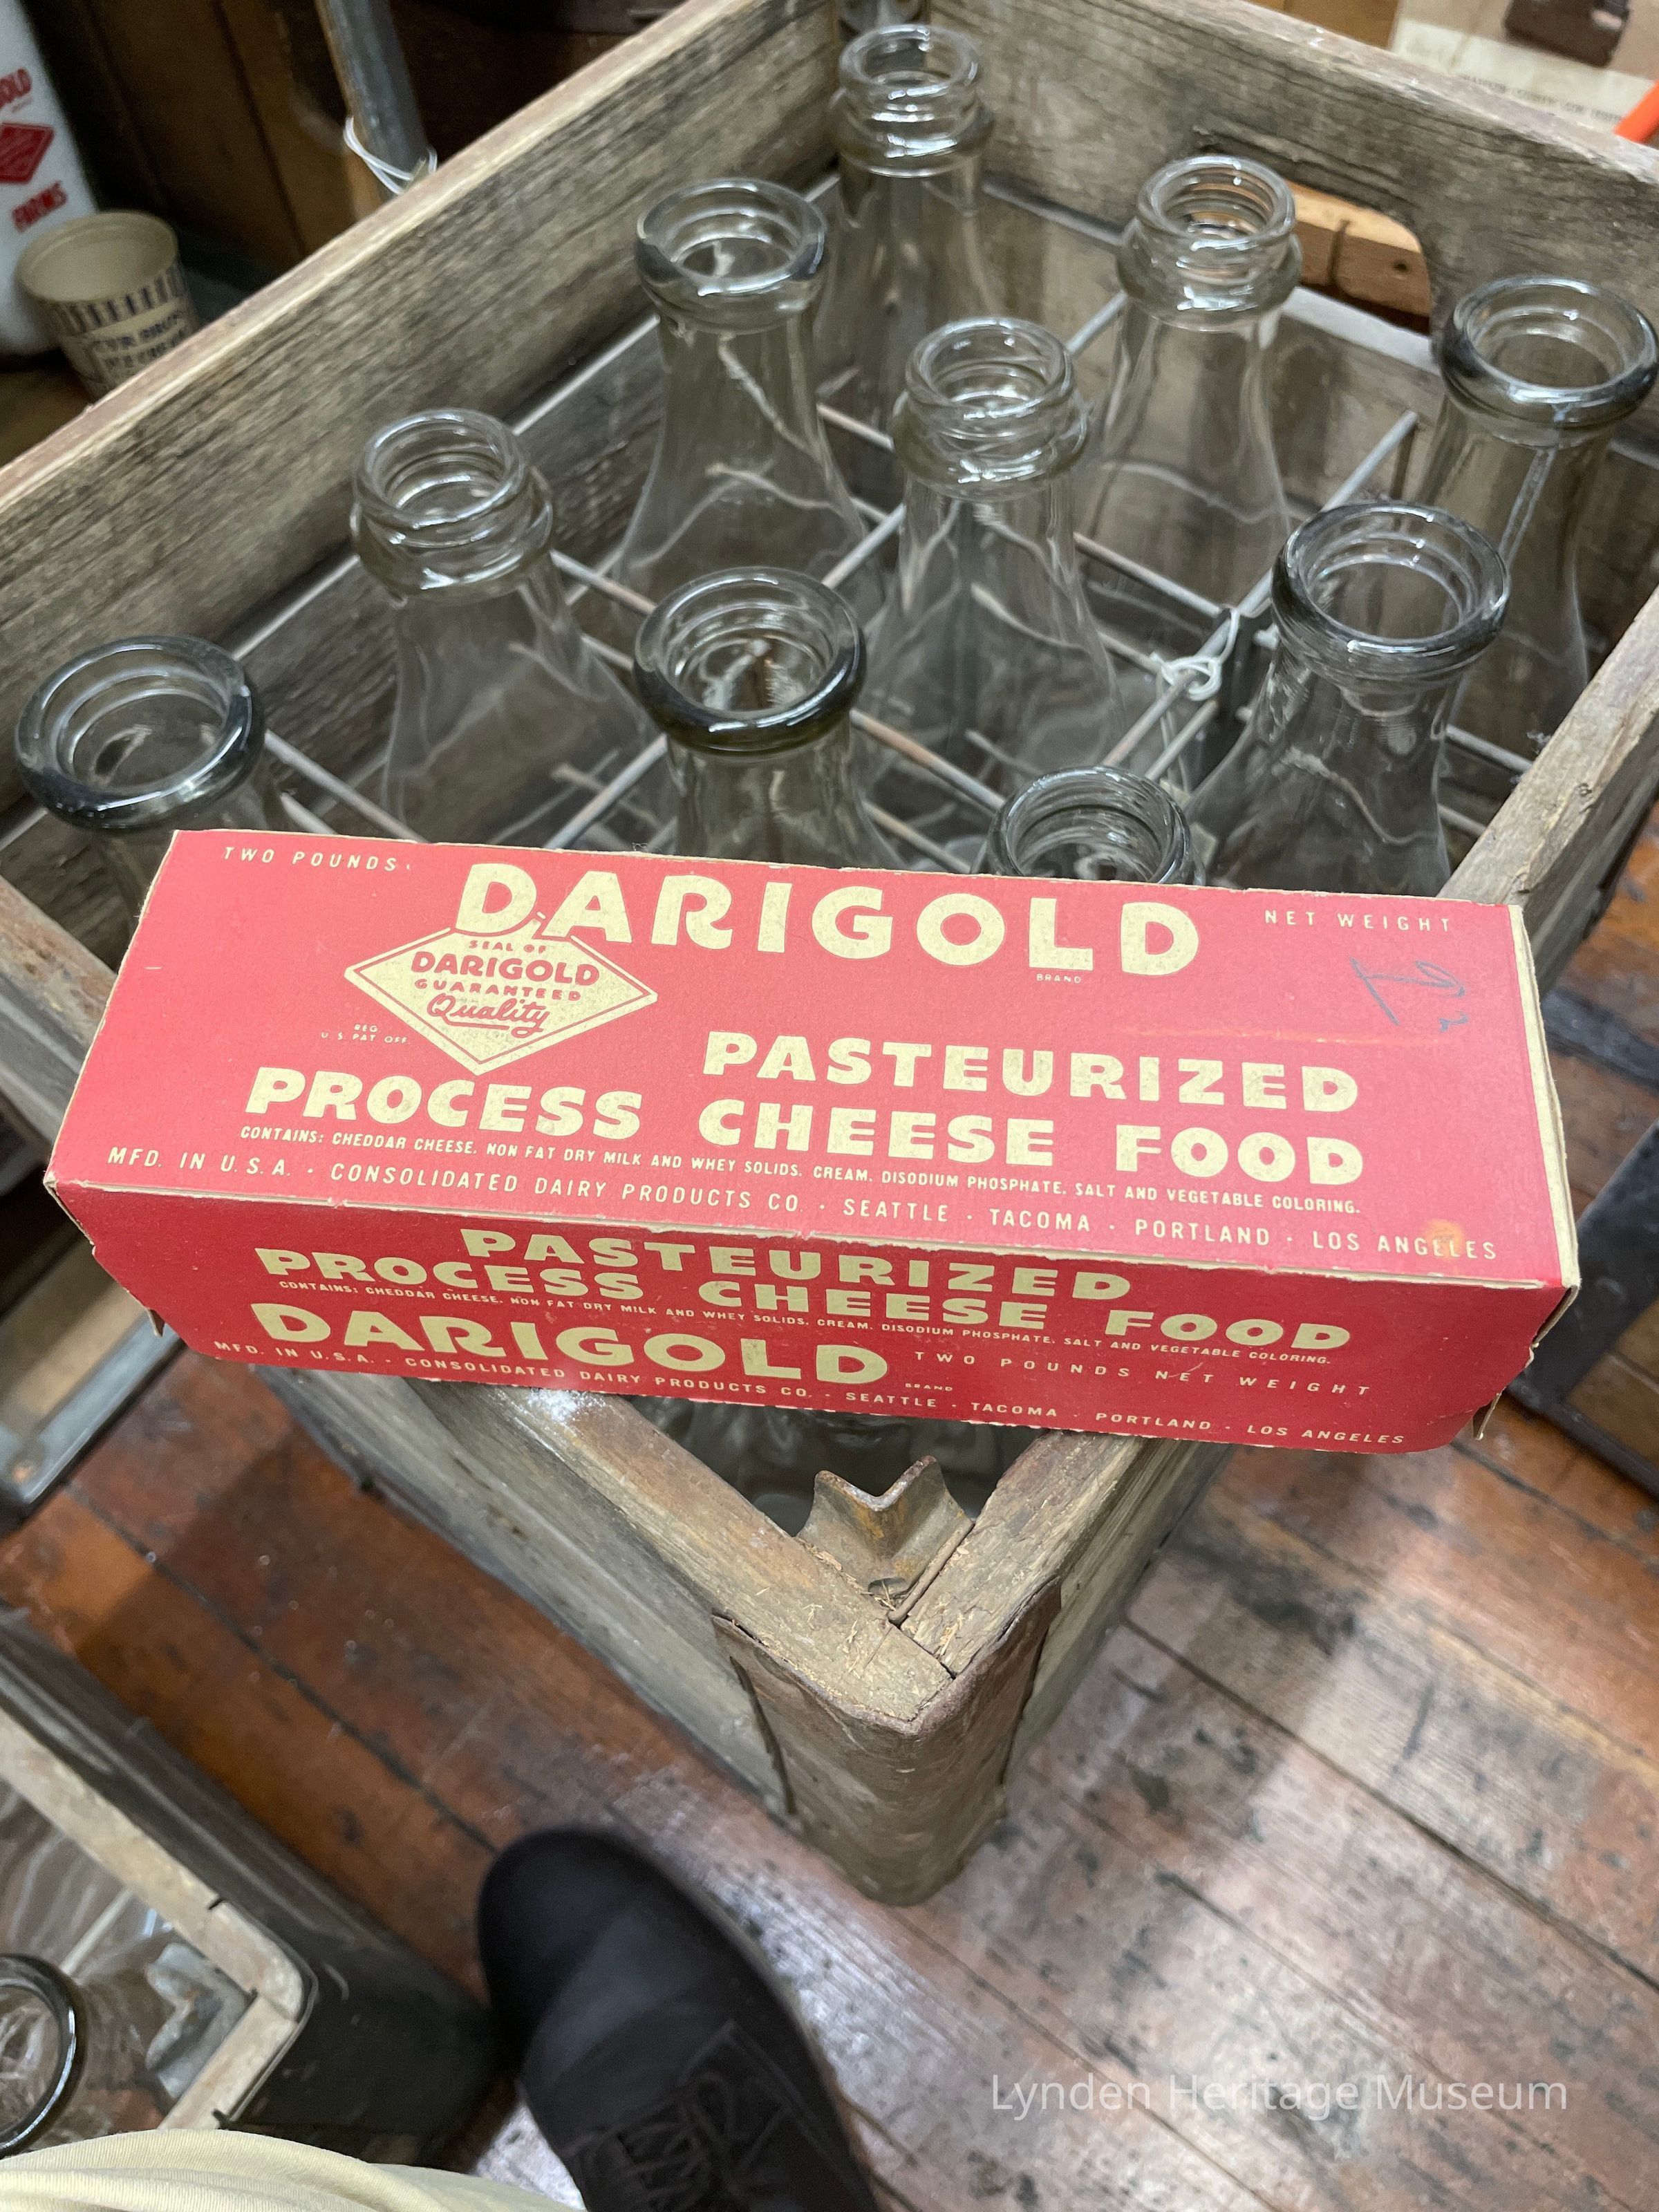 FARMS
TWO POUNDS
DARIGOLD
BRAND
NET WEIGHT
SEAL OF
DARIGOLD
GUARANTEED
Quality
REG
U S PAT OFF
PASTEURIZED
PROCESS CHEESE FOOD
CONTAINS: CHEDDAR CHEESE, NON FAT DRY MILK AND WHEY SOLIDS, CREAM, DISODIUM PHOSPHATE, SALT AND VEGETABLE COLORING.
MFD. IN U.S.A. · CONSOLIDATED DAIRY PRODUCTS CO. · SEATTLE · TACOMA · PORTLAND · LOS ANGELES
PASTEURIZED
PROCESS CHEESE FOOD
CONTAINS: CHEDDAR CHEESE, NON FAT DRY MILK AND WHEY SOLIDS, CREAM, DISODIUM PHOSPHATE, SALT AND VEGETABLE COLORING.
DARIGOLD
BRAND
TWO POUNDS NET WEIGHT
MFD. IN U.S.A. · CONSOLIDATED DAIRY PRODUCTS CO. · SEATTLE · TACOMA · PORTLAND · LOS ANGELES
Lynden Heritage Museum